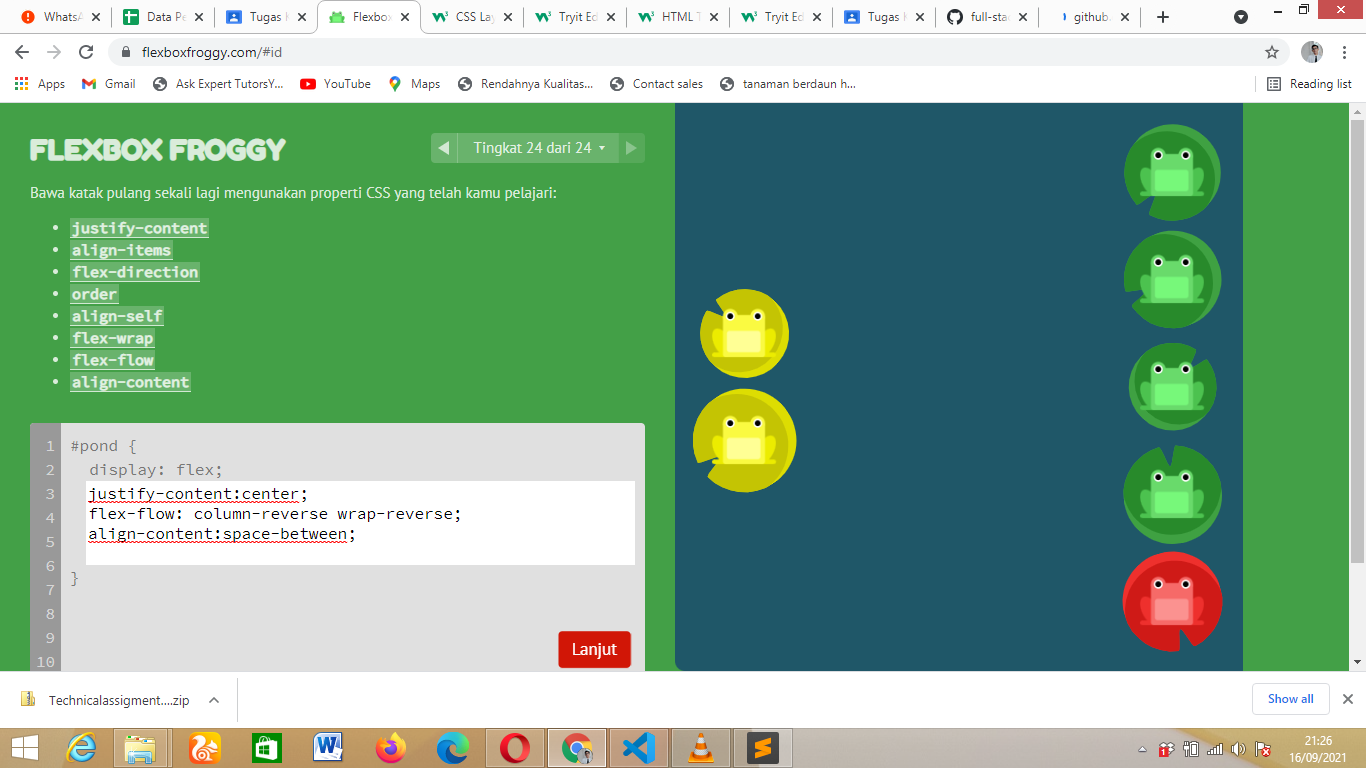 WhatsA
Data Pe
Tugas K
Flexbox
CSS Lay
Tryit Ed
HTML T
Tryit Ed
Tugas K
full-sta
github.
flexboxfroggy.com/#id
Apps
Gmail
Ask Expert TutorsY...
YouTube
Maps
Rendahnya Kualitas...
Contact sales
tanaman berdaun h...
Reading list
FLEXBOX FROGGY
Tingkat 24 dari 24
Bawa katak pulang sekali lagi mengunakan properti CSS yang telah kamu pelajari:
justify-content
align-items
flex-direction
order
align-self
flex-wrap
flex-flow
align-content
1 #pond {
2 display: flex;
3 justify-content:center;
4 flex-flow: column-reverse wrap-reverse;
5 align-content:space-between;
6
7 }
8
9
10
Lanjut
Technicalassigment....zip
Show all
21:26
16/09/2021